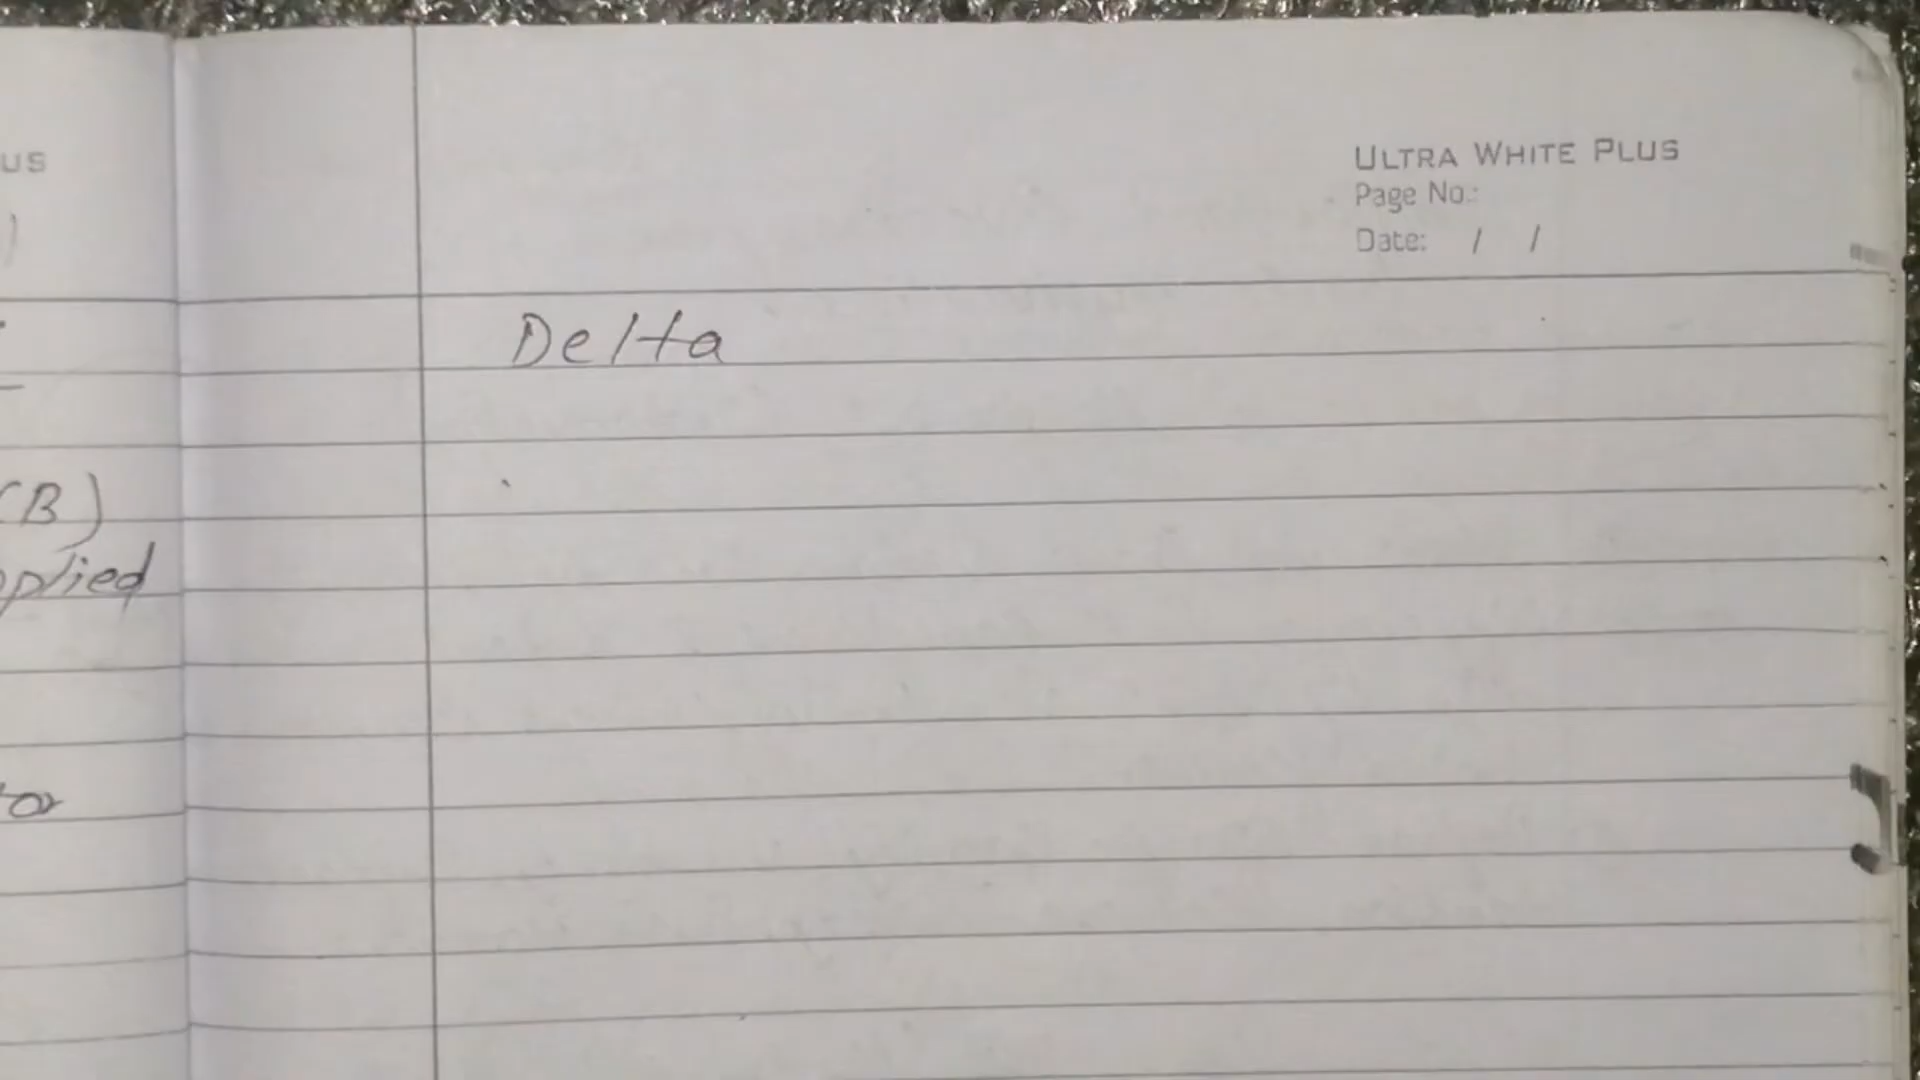 US
(B)
plied
ULTRA WHITE PLUS
Page No.:
Date: / /
Delta